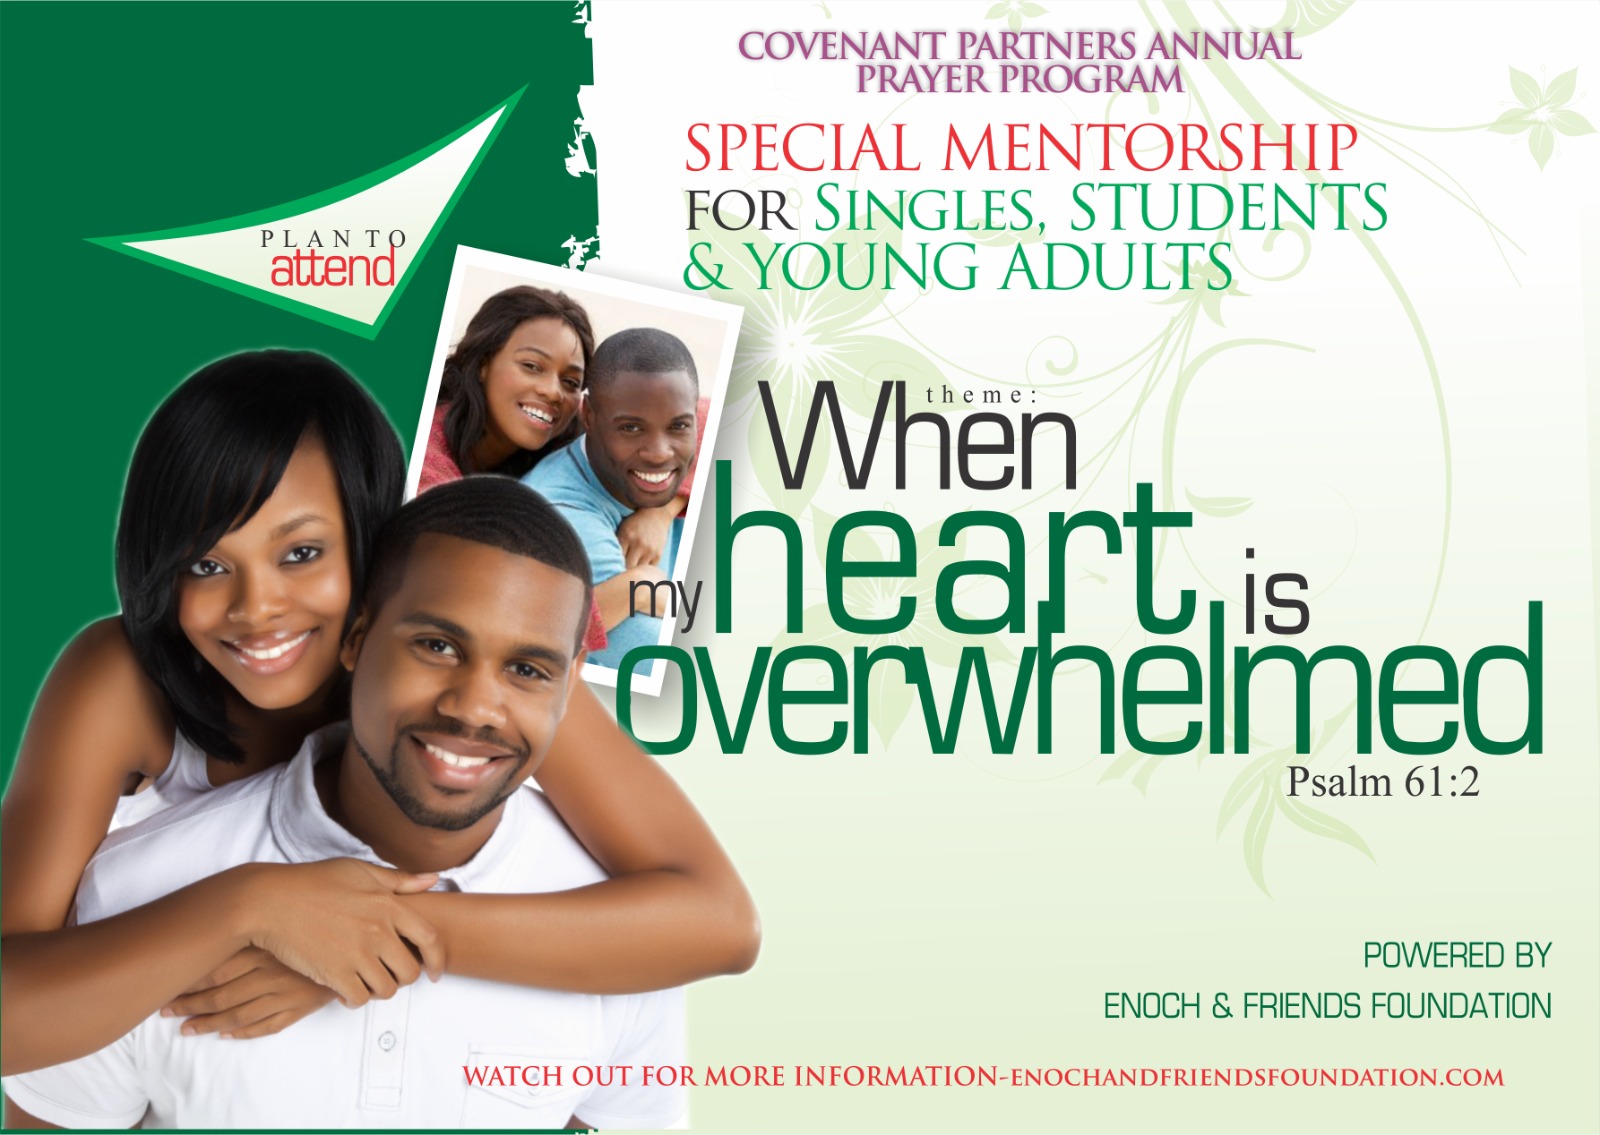 COVENANT PARTNERS ANNUAL
PRAYER PROGRAM
SPECIAL MENTORSHIP
FOR SINGLES, STUDENTS
& YOUNG ADULTS
PLAN TO
attend
theme:
When
my heart is
overwhelmed
Psalm 61:2
POWERED BY
ENOCH & FRIENDS FOUNDATION
WATCH OUT FOR MORE INFORMATION-ENOCHANDFRIENDSFOUNDATION.COM